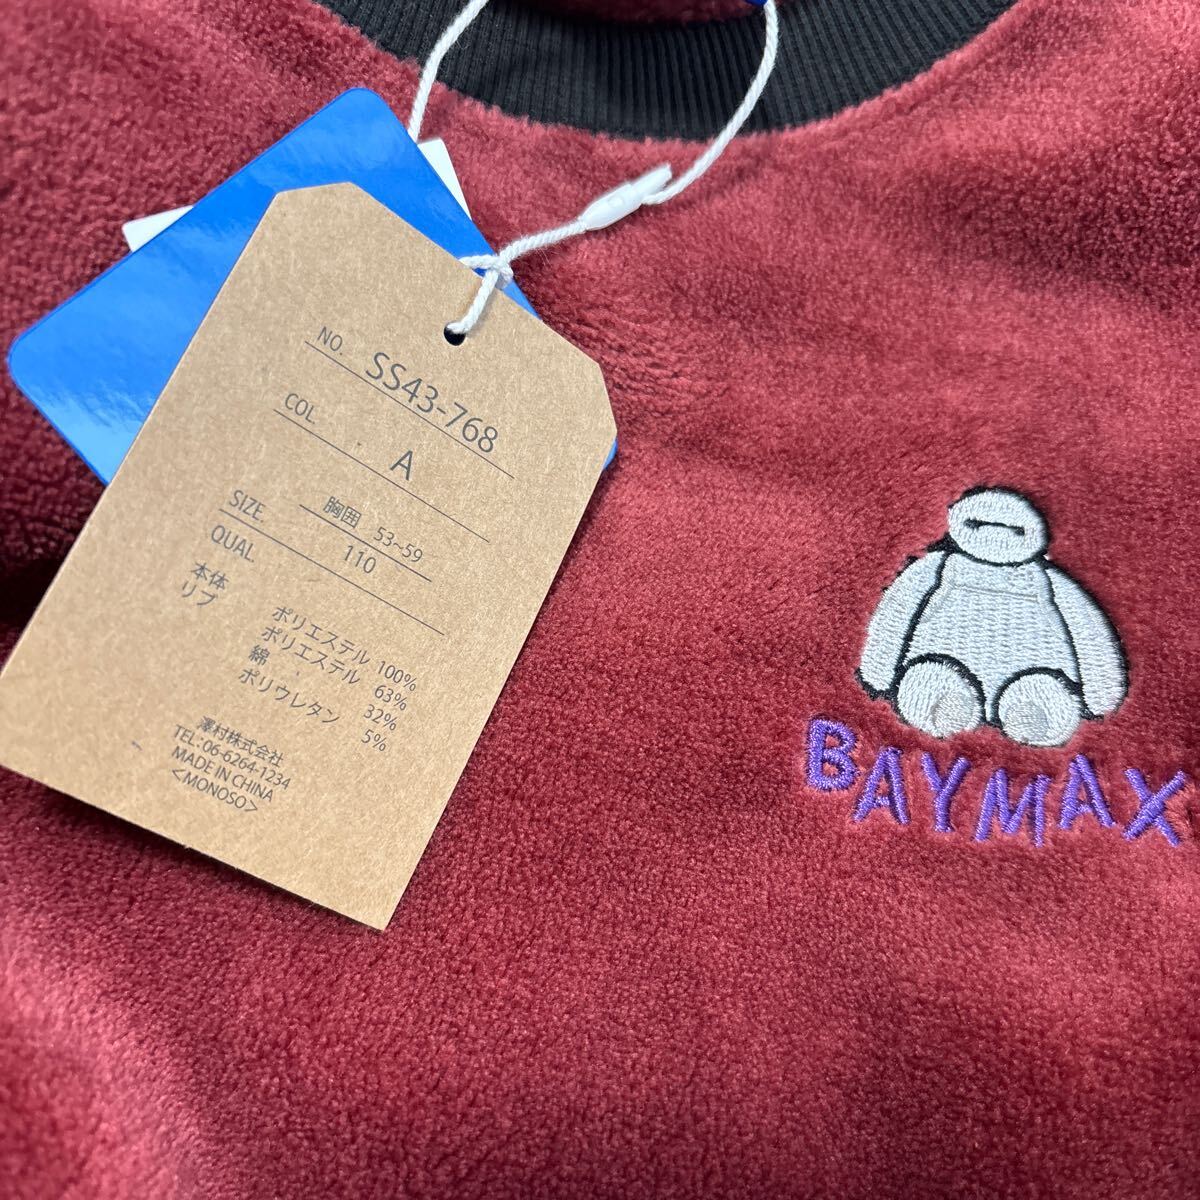 NO. SS43-768
COL A
胸囲 53~59
SIZE. 110
QUAL.
本体 ポリエステル 100%
リブ ポリエステル 63%
綿 32%
ポリウレタン 5%
澤村株式会社
TEL:06-6264-1234
MADE IN CHINA
<MONOSO>
BAYMAX